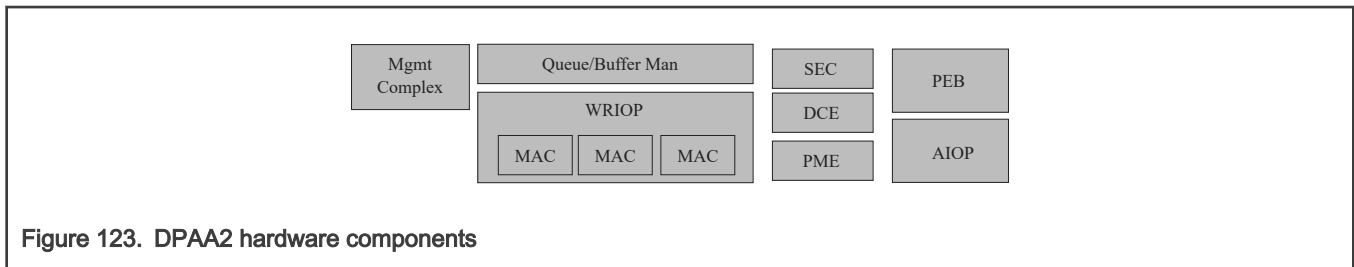 Mgmt
Complex
Queue/Buffer Man
WRIOP
MAC MAC MAC
SEC
DCE
PME
PEB
AIOP
Figure 123. DPAA2 hardware components